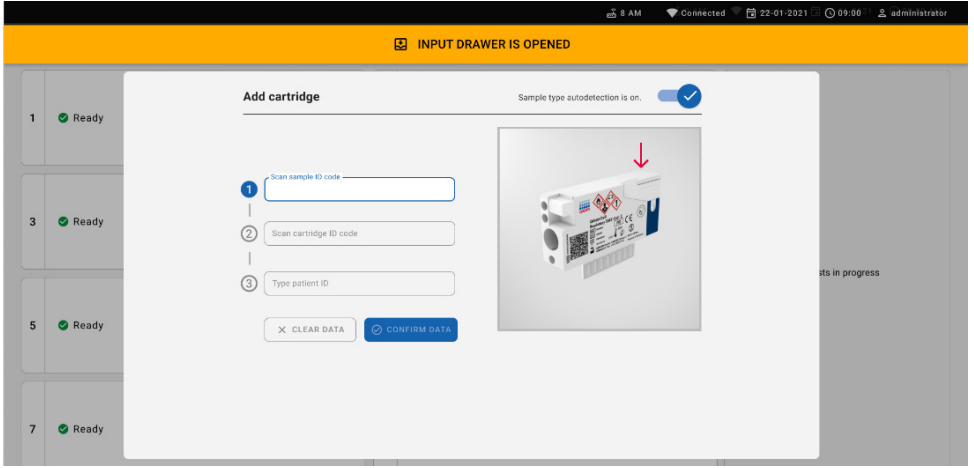 8 AM Connected 22-01-2021 09:00 administrator
INPUT DRAWER IS OPENED
Add cartridge
Sample type autodetection is on.
1 Ready
1 Scan sample ID code
3 Ready
2 Scan cartridge ID code
3 Type patient ID
sts in progress
5 Ready
CLEAR DATA CONFIRM DATA
7 Ready